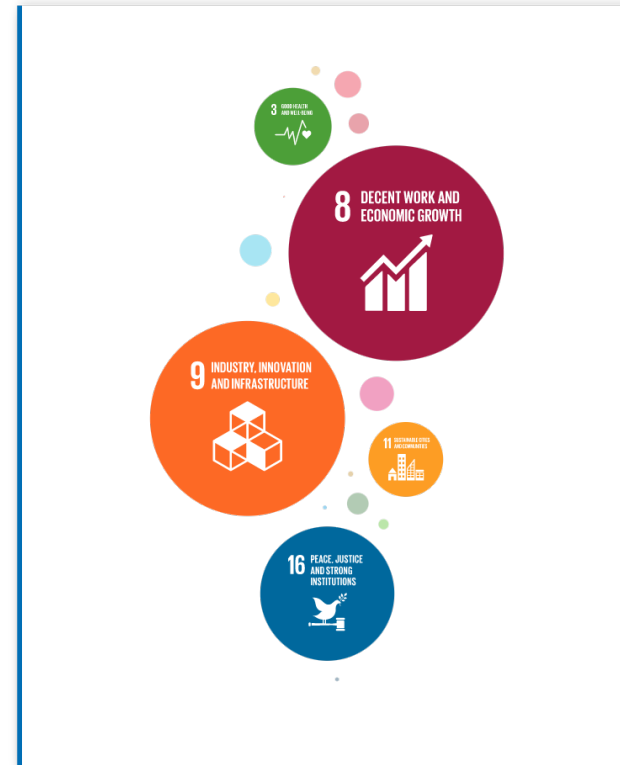 3 GOOD HEALTH
AND WELL-BEING
8 DECENT WORK AND
ECONOMIC GROWTH
9 INDUSTRY, INNOVATION
AND INFRASTRUCTURE
11 SUSTAINABLE CITIES
AND COMMUNITIES
16 PEACE, JUSTICE
AND STRONG
INSTITUTIONS